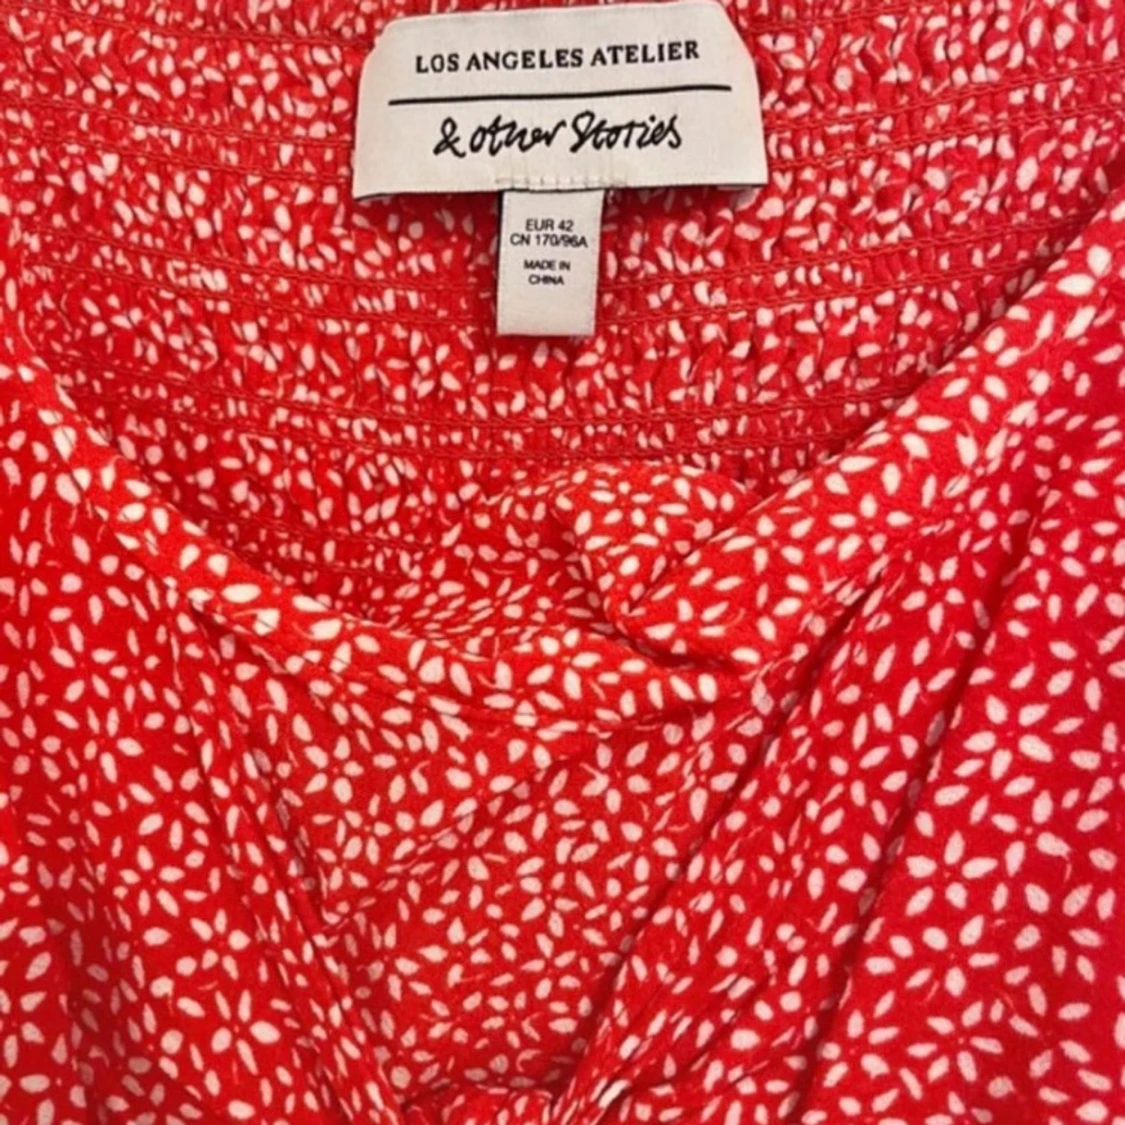 LOS ANGELES ATELIER
& other Stories
EUR 42
CN 170/96A
MADE IN
CHINA